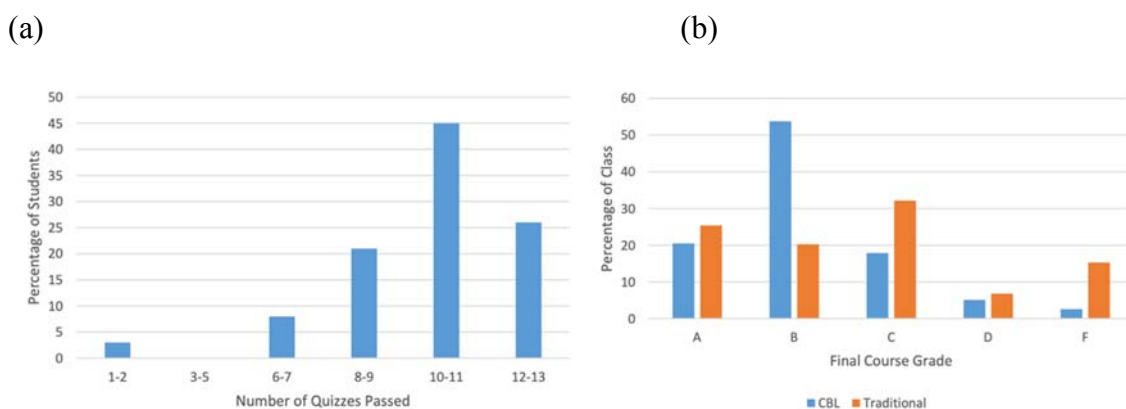 (a)
(b)
50
45
40
35
30
25
20
15
10
5
0
Percentage of Students
1-2 3-5 6-7 8-9 10-11 12-13
Number of Quizzes Passed
60
50
40
30
20
10
0
Percentage of Class
A B C D F
Final Course Grade
CBL Traditional